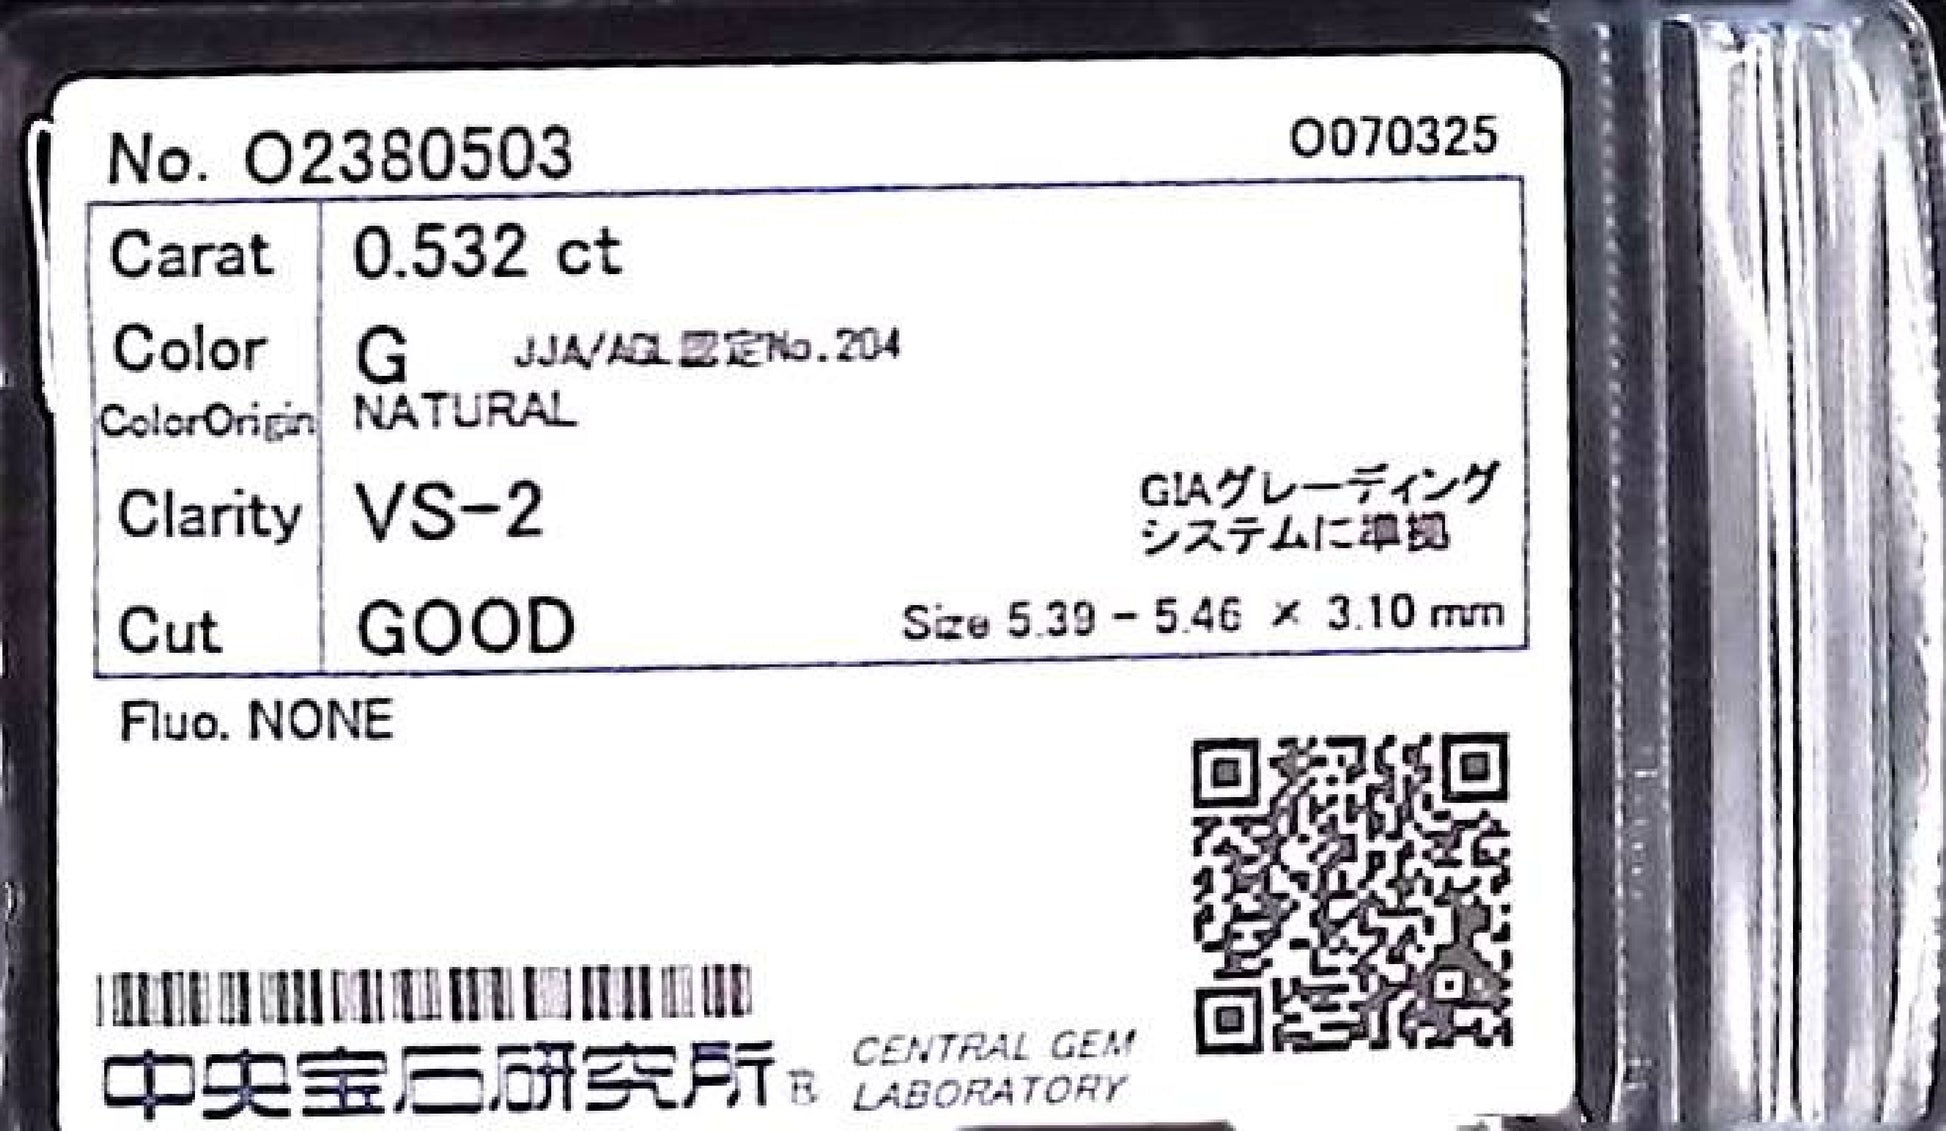 No. O2380503 O070325
Carat 0.532 ct
Color G JJA/AGL認定No.204
ColorOrigin NATURAL
Clarity VS-2
GIAグレーディング
システムに準拠
Cut GOOD Size 5.39 - 5.46 × 3.10 mm
Fluo. NONE
中央宝石研究所 B
CENTRAL GEM
LABORATORY